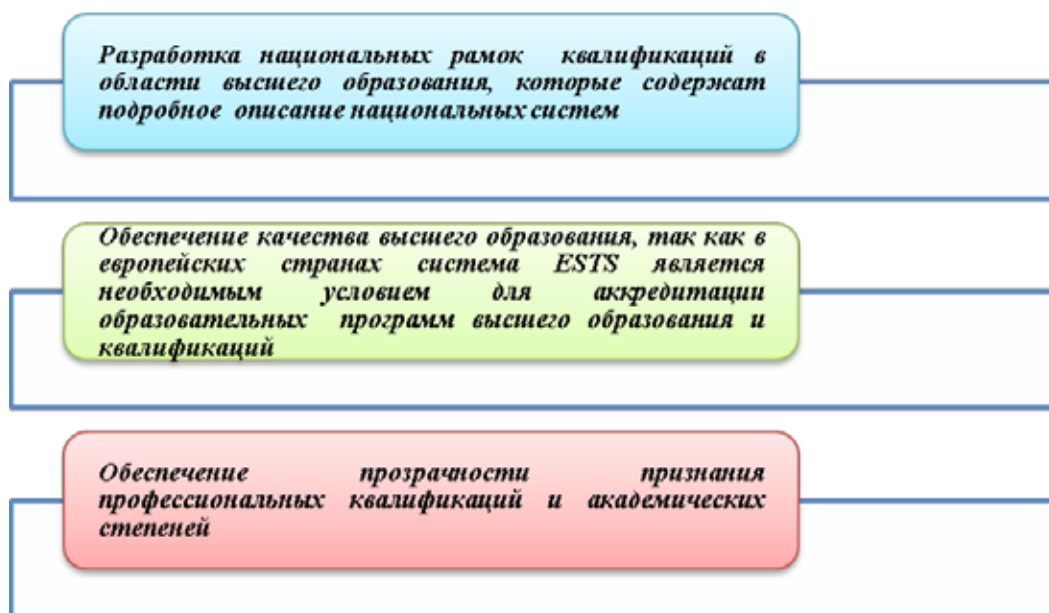 Разработка национальных рамок квалификаций в
области высшего образования, которые содержат
подробное описание национальных систем
Обеспечение качества высшего образования, так как в
европейских странах система ESTS является
необходимым условием для аккредитации
образовательных программ высшего образования и
квалификаций
Обеспечение прозрачности признания
профессиональных квалификаций и академических
степеней